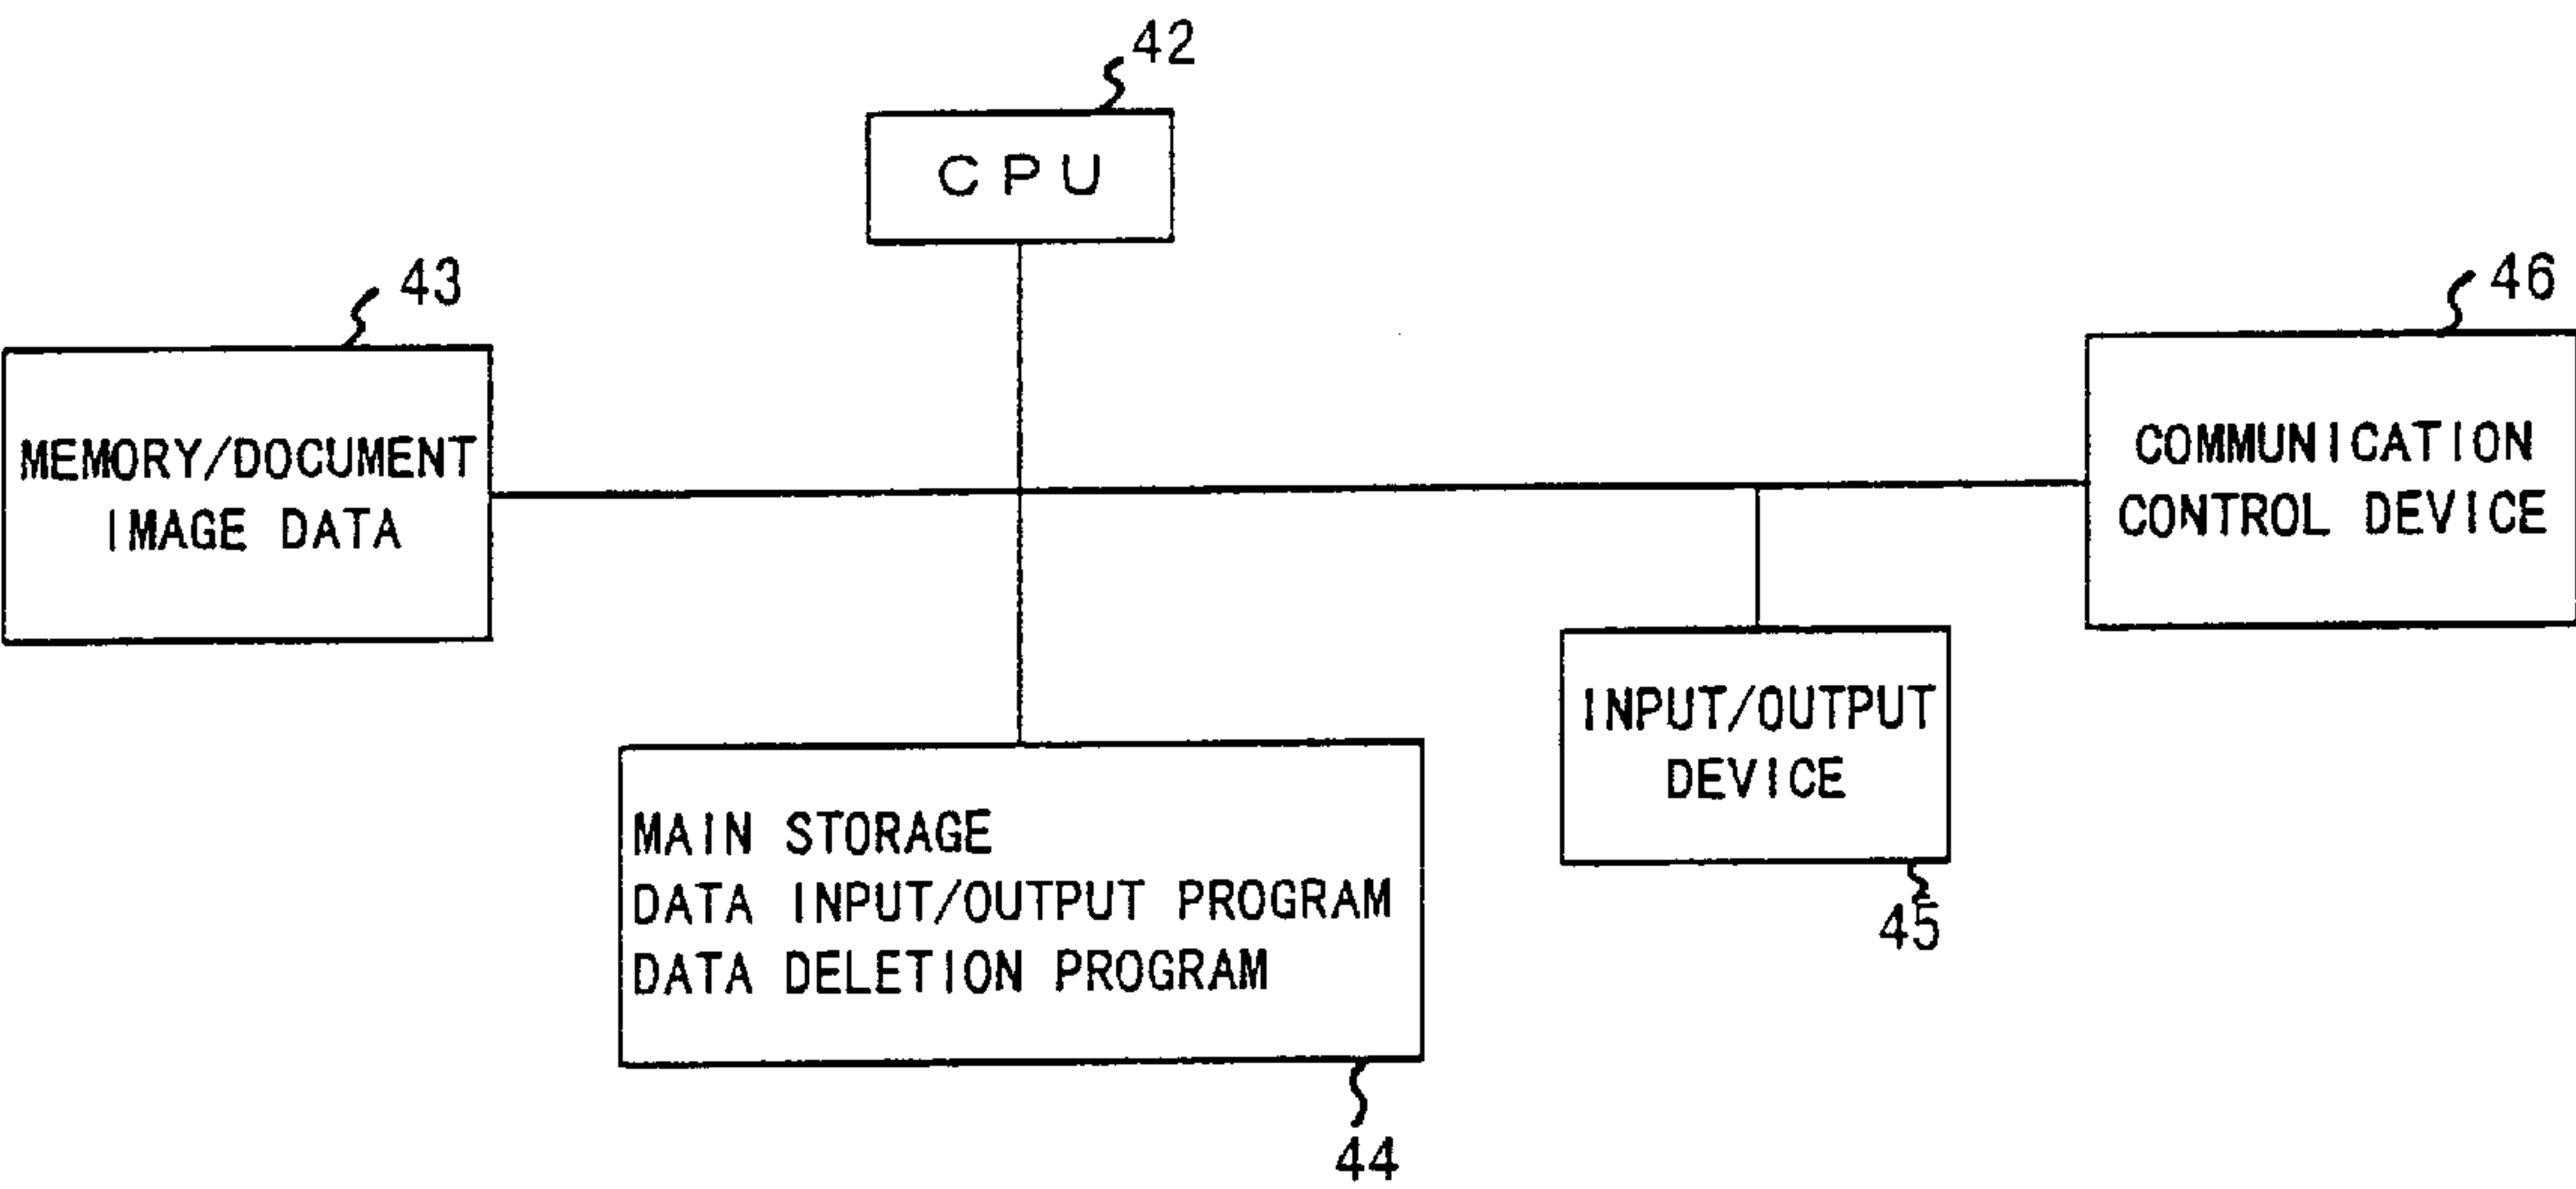 42
CPU
43
MEMORY/DOCUMENT
IMAGE DATA
46
COMMUNICATION
CONTROL DEVICE
INPUT/OUTPUT
DEVICE
45
MAIN STORAGE
DATA INPUT/OUTPUT PROGRAM
DATA DELETION PROGRAM
44